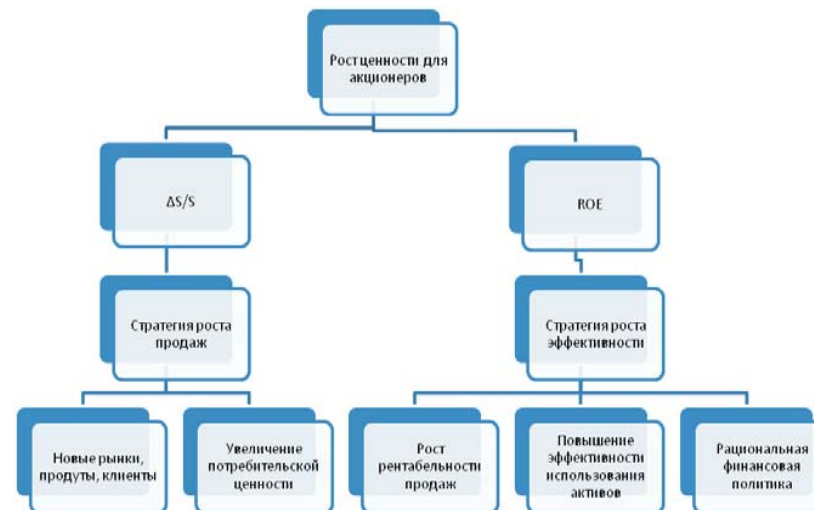 Рост ценности для
акционеров
ΔS/S
ROE
Стратегия роста
продаж
Стратегия роста
эффективности
Новые рынки,
продуты, клиенты
Увеличение
потребительской
ценности
Рост
рентабельности
продаж
Повышение
эффективности
использования
активов
Рациональная
финансовая
политика